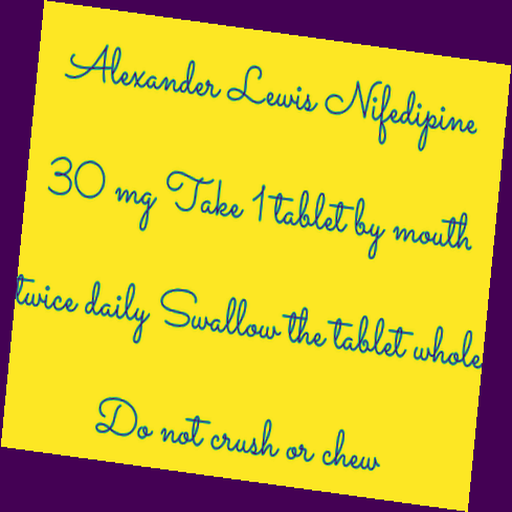 Alexander Lewis Nifedipine
30 mg Take 1 tablet by mouth
twice daily Swallow the tablet whole
Do not crush or chew